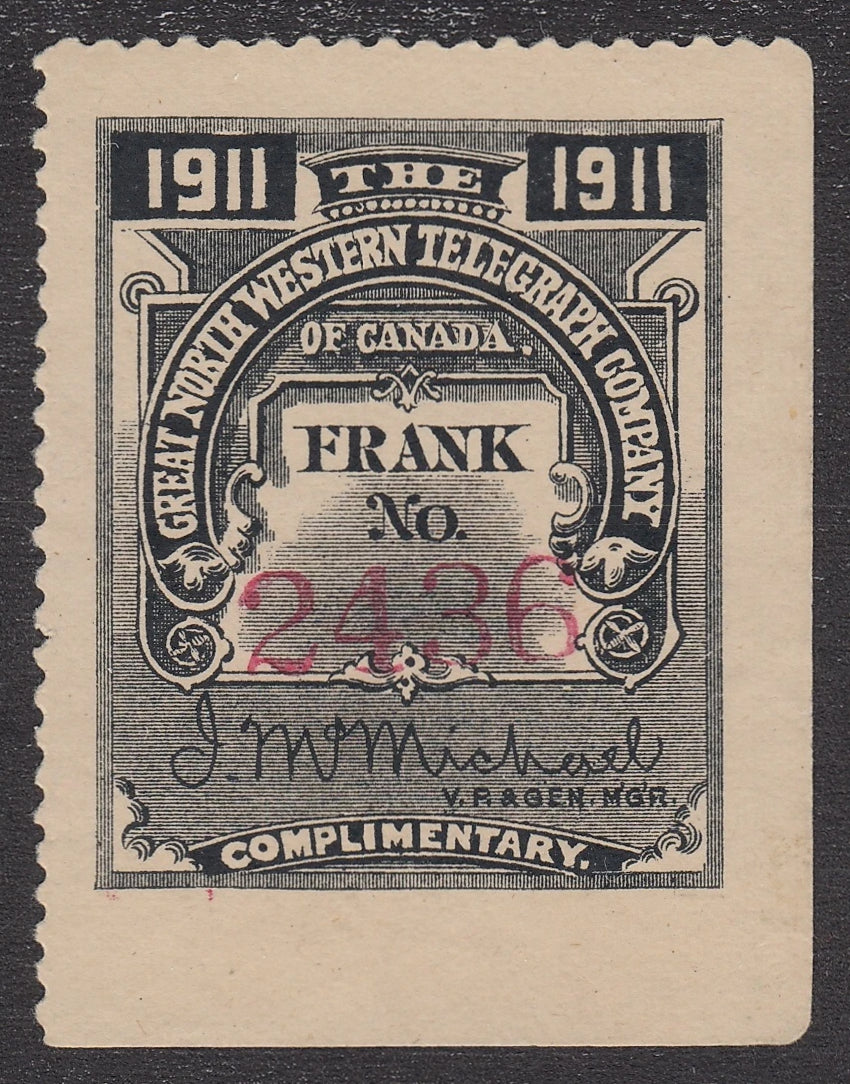 1911 THE 1911
GREAT NORTH WESTERN TELEGRAPH COMPANY
OF CANADA.
FRANK
No.
2436
I. McMichael
V. P. & GEN. MGR.
COMPLIMENTARY.